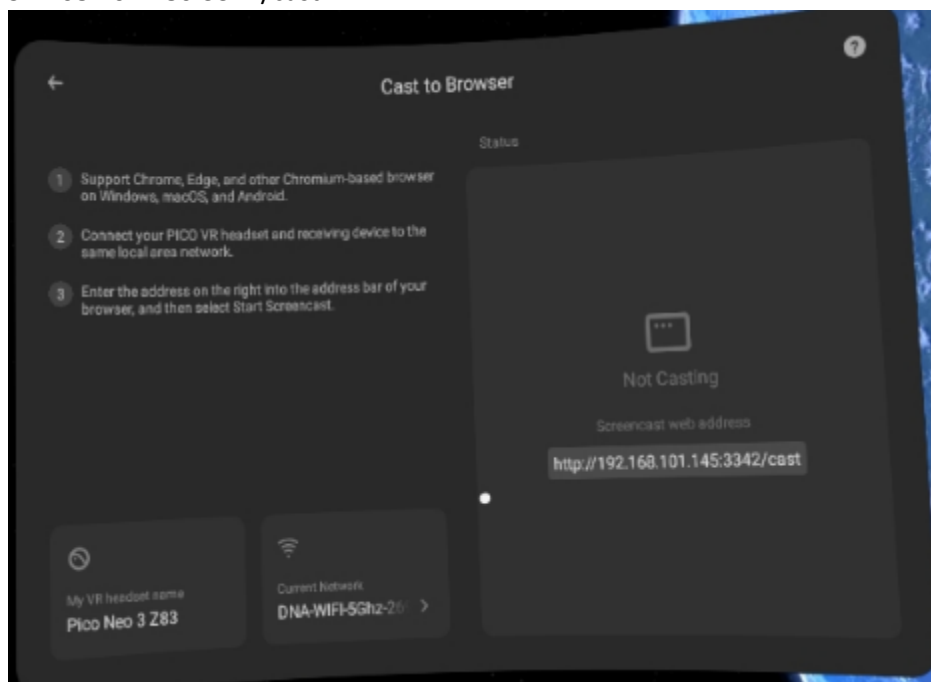 Cast to Browser
?
Status
1 Support Chrome, Edge, and other Chromium-based browser
on Windows, macOS, and Android.
2 Connect your PICO VR headset and receiving device to the
same local area network.
3 Enter the address on the right into the address bar of your
browser, and then select Start Screencast.
Not Casting
Screencast web address
http://192.168.101.145:3342/cast
My VR headset name
Pico Neo 3 Z83
Current Network
DNA-WIFI-5Ghz-26